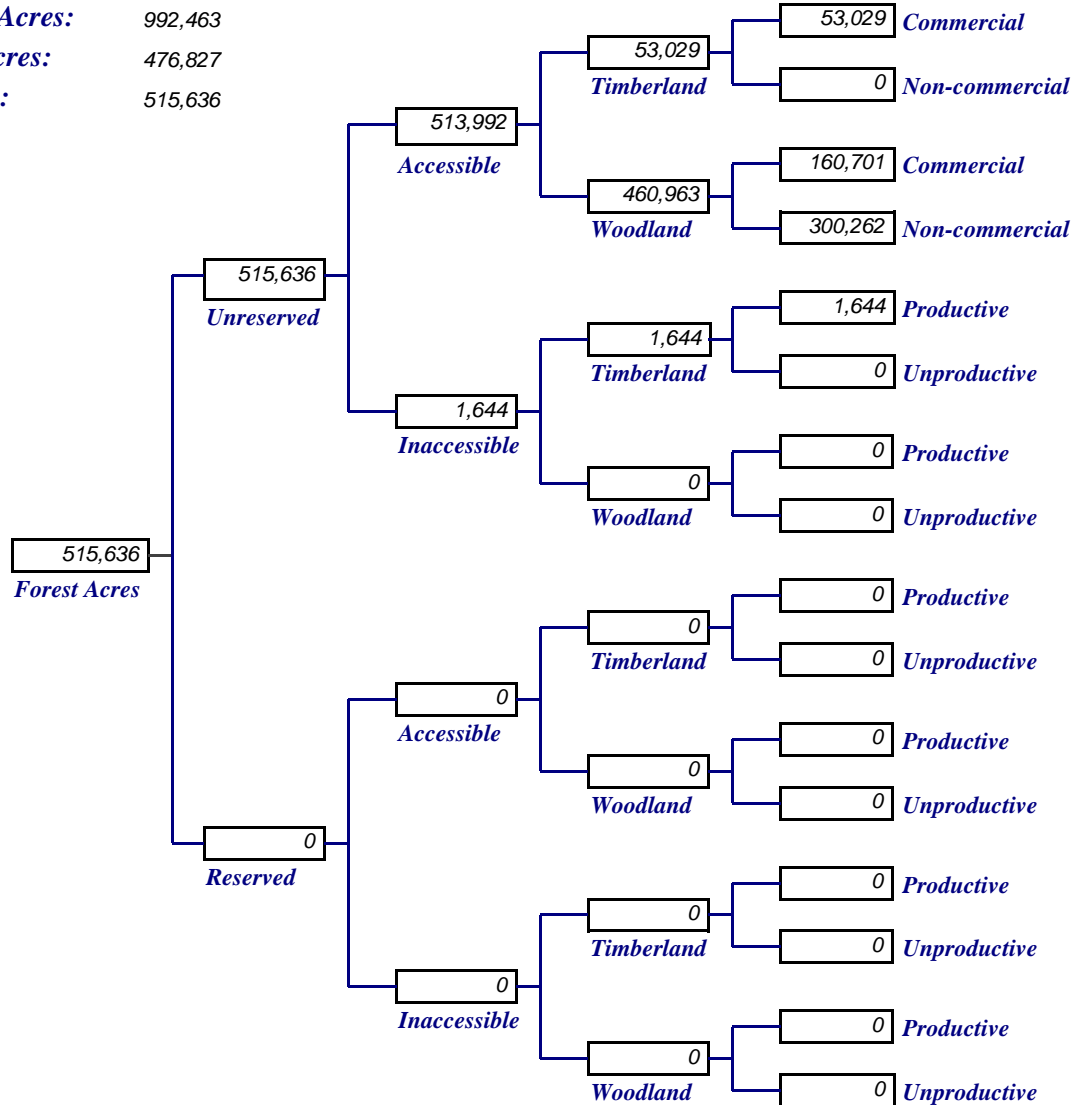 Acres: 992,463
acres: 476,827
: 515,636
53,029 Commercial
53,029
Timberland
0 Non-commercial
513,992
Accessible
160,701 Commercial
460,963
Woodland
300,262 Non-commercial
515,636
Unreserved
1,644 Productive
1,644
Timberland
0 Unproductive
1,644
Inaccessible
0 Productive
0
Woodland
0 Unproductive
515,636
Forest Acres
0 Productive
0
Timberland
0 Unproductive
0
Accessible
0 Productive
0
Woodland
0 Unproductive
0
Reserved
0 Productive
0
Timberland
0 Unproductive
0
Inaccessible
0 Productive
0
Woodland
0 Unproductive